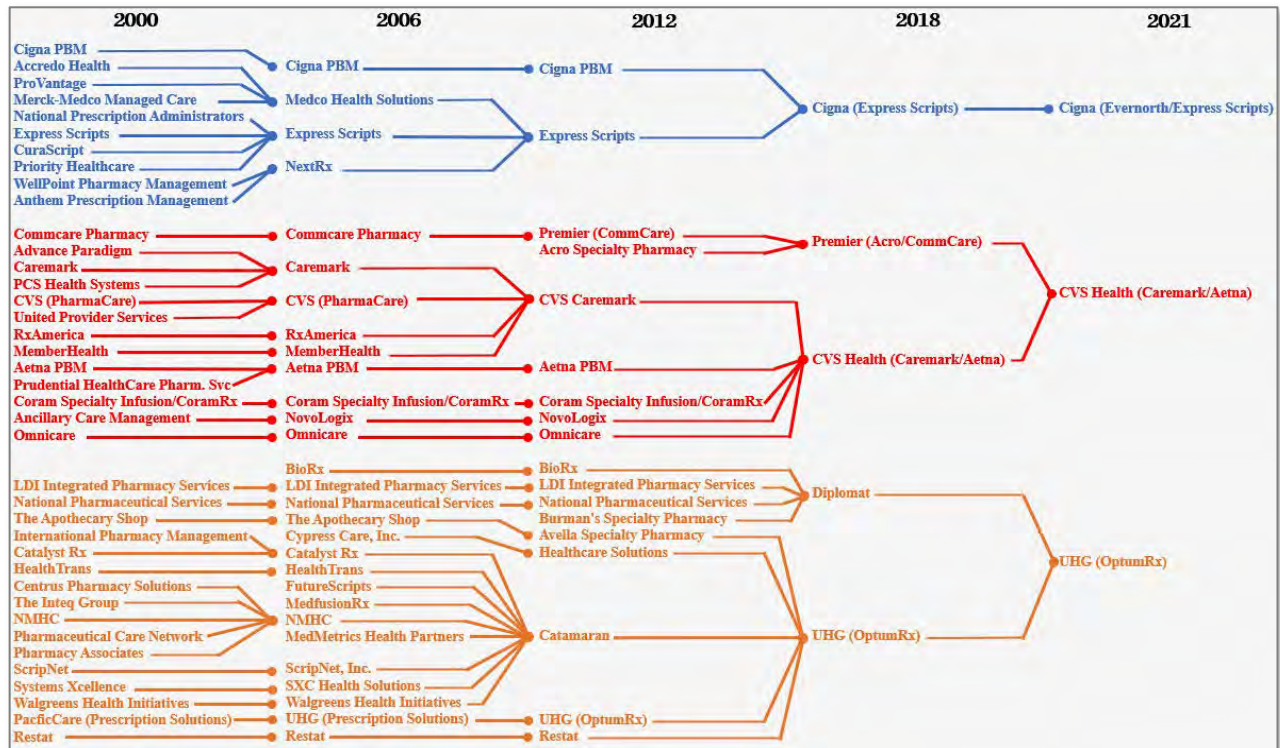 2000 2006 2012 2018 2021
Cigna PBM
Accredo Health
ProVantage
Merck-Medco Managed Care
National Prescription Administrators
Express Scripts
CuraScript
Priority Healthcare
WellPoint Pharmacy Management
Anthem Prescription Management
Cigna PBM
Medco Health Solutions
Express Scripts
NextRx
Cigna PBM
Express Scripts
Cigna (Express Scripts)
Cigna (Evernorth/Express Scripts)
Commcare Pharmacy
Advance Paradigm
Caremark
PCS Health Systems
CVS (PharmaCare)
United Provider Services
RxAmerica
MemberHealth
Aetna PBM
Prudential HealthCare Pharm. Svc
Coram Specialty Infusion/CoramRx
Ancillary Care Management
Omnicare
Commcare Pharmacy
Caremark
CVS (PharmaCare)
RxAmerica
MemberHealth
Aetna PBM
Coram Specialty Infusion/CoramRx
NovoLogix
Omnicare
Premier (CommCare)
Acro Specialty Pharmacy
CVS Caremark
Aetna PBM
Coram Specialty Infusion/CoramRx
NovoLogix
Omnicare
Premier (Acro/CommCare)
CVS Health (Caremark/Aetna)
CVS Health (Caremark/Aetna)
LDI Integrated Pharmacy Services
National Pharmaceutical Services
The Apothecary Shop
International Pharmacy Management
Catalyst Rx
HealthTrans
Centrus Pharmacy Solutions
The Inteq Group
NMHC
Pharmaceutical Care Network
Pharmacy Associates
ScripNet
Systems Xcellence
Walgreens Health Initiatives
PacficCare (Prescription Solutions)
Restat
BioRx
LDI Integrated Pharmacy Services
National Pharmaceutical Services
The Apothecary Shop
Cypress Care, Inc.
Catalyst Rx
HealthTrans
FutureScripts
MedfusionRx
NMHC
MedMetrics Health Partners
ScripNet, Inc.
SXC Health Solutions
Walgreens Health Initiatives
UHG (Prescription Solutions)
Restat
BioRx
LDI Integrated Pharmacy Services
National Pharmaceutical Services
Burman's Specialty Pharmacy
Avella Specialty Pharmacy
Healthcare Solutions
Catamaran
UHG (OptumRx)
Restat
Diplomat
UHG (OptumRx)
UHG (OptumRx)